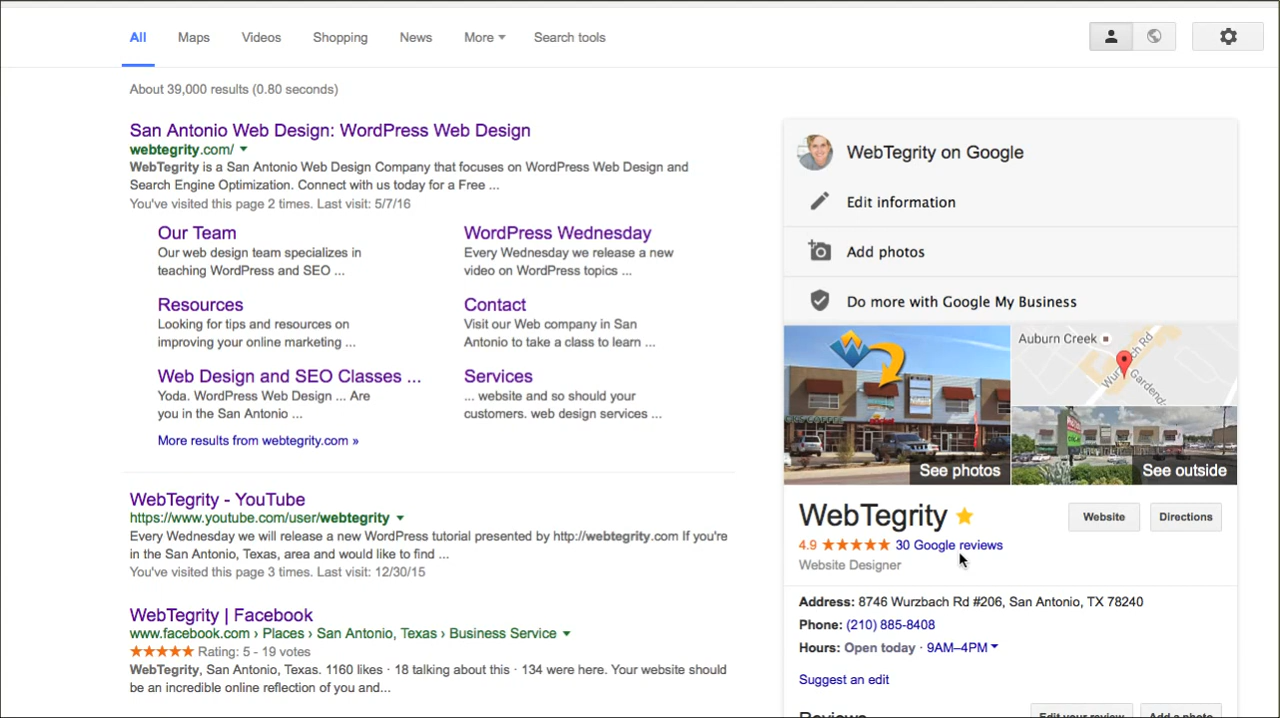 All Maps Videos Shopping News More Search tools
About 39,000 results (0.80 seconds)
San Antonio Web Design: WordPress Web Design
webtegrity.com/
WebTegrity is a San Antonio Web Design Company that focuses on WordPress Web Design and
Search Engine Optimization. Connect with us today for a Free ...
You've visited this page 2 times. Last visit: 5/7/16
Our Team
Our web design team specializes in
teaching WordPress and SEO ...
WordPress Wednesday
Every Wednesday we release a new
video on WordPress topics ...
Resources
Looking for tips and resources on
improving your online marketing ...
Contact
Visit our Web company in San
Antonio to take a class to learn ...
Web Design and SEO Classes ...
Yoda. WordPress Web Design ... Are
you in the San Antonio ...
Services
... website and so should your
customers. web design services ...
More results from webtegrity.com »
WebTegrity - YouTube
https://www.youtube.com/user/webtegrity
Every Wednesday we will release a new WordPress tutorial presented by http://webtegrity.com If you're
in the San Antonio, Texas, area and would like to find ...
You've visited this page 3 times. Last visit: 12/30/15
WebTegrity | Facebook
www.facebook.com › Places › San Antonio, Texas › Business Service
Rating: 5 - 19 votes
WebTegrity, San Antonio, Texas. 1160 likes · 18 talking about this · 134 were here. Your website should
be an incredible online reflection of you and...
WebTegrity on Google
Edit information
Add photos
Do more with Google My Business
Auburn Creek
Wurzbach Rd
Gardend
See photos
See outside
WebTegrity
Website
Directions
4.9 30 Google reviews
Website Designer
Address: 8746 Wurzbach Rd #206, San Antonio, TX 78240
Phone: (210) 885-8408
Hours: Open today · 9AM–4PM
Suggest an edit
Reviews
Edit your review
Add a photo